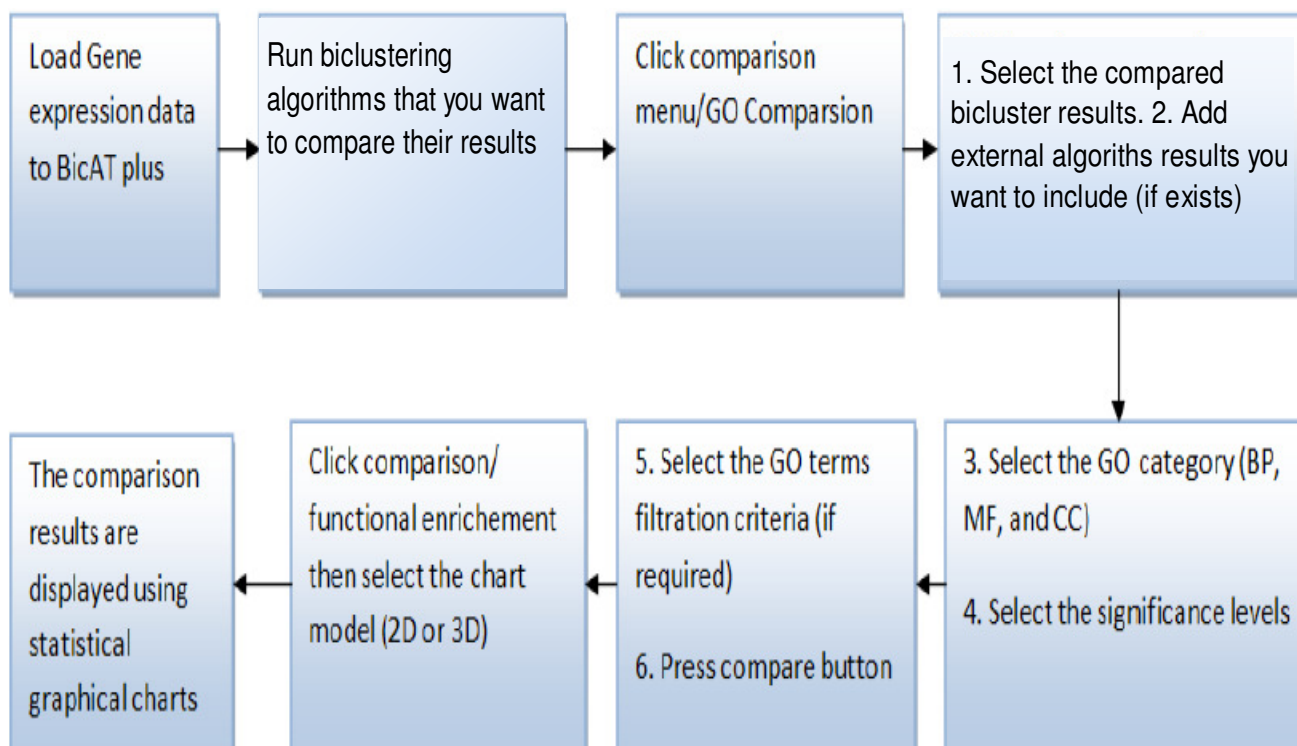 Load Gene
expression data
to BicAT plus
Run biclustering
algorithms that you want
to compare their results
Click comparison
menu/GO Comparsion
1. Select the compared
bicluster results. 2. Add
external algoriths results you
want to include (if exists)
3. Select the GO category (BP,
MF, and CC)
4. Select the significance levels
5. Select the GO terms
filtration criteria (if
required)
6. Press compare button
Click comparison/
functional enrichement
then select the chart
model (2D or 3D)
The comparison
results are
displayed using
statistical
graphical charts